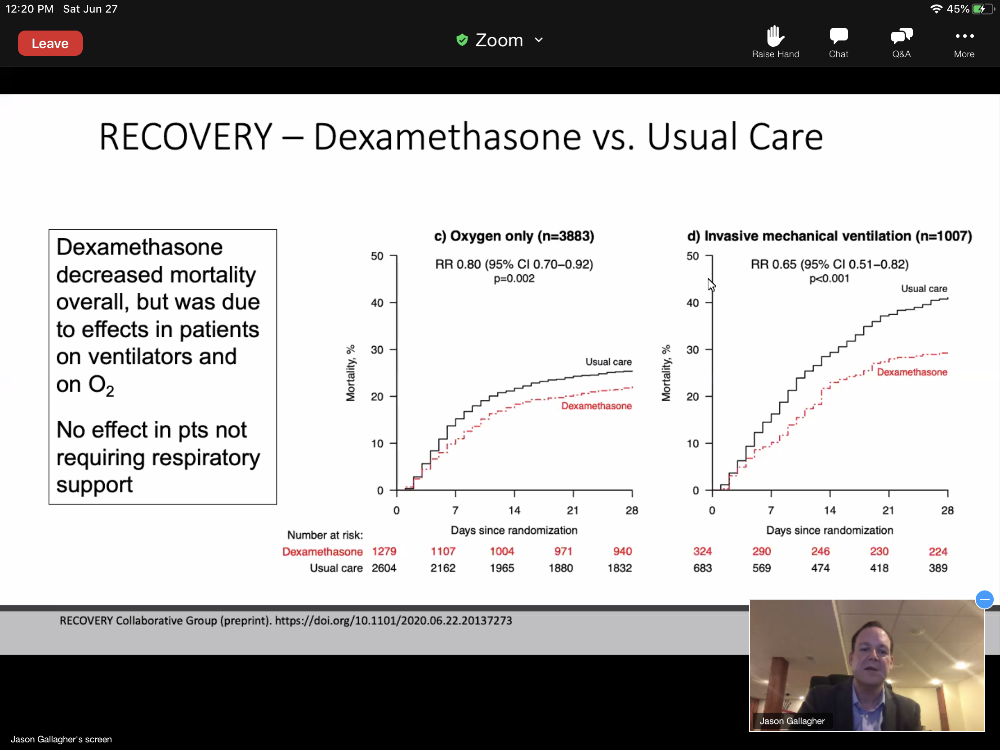 12:20 PM Sat Jun 27
45%
Leave
Zoom
Raise Hand
Chat
Q&A
More
RECOVERY – Dexamethasone vs. Usual Care
Dexamethasone
decreased mortality
overall, but was due
to effects in patients
on ventilators and
on O₂
No effect in pts not
requiring respiratory
support
c) Oxygen only (n=3883)
RR 0.80 (95% CI 0.70–0.92)
p=0.002
50
40
30
20
10
0
Mortality, %
Usual care
Dexamethasone
0 7 14 21 28
Days since randomization
d) Invasive mechanical ventilation (n=1007)
RR 0.65 (95% CI 0.51–0.82)
p<0.001
50
40
30
20
10
0
Mortality, %
Usual care
Dexamethasone
0 7 14 21 28
Days since randomization
Number at risk:
Dexamethasone 1279 1107 1004 971 940 324 290 246 230 224
Usual care 2604 2162 1965 1880 1832 683 569 474 418 389
RECOVERY Collaborative Group (preprint). https://doi.org/10.1101/2020.06.22.20137273
Jason Gallagher
Jason Gallagher's screen